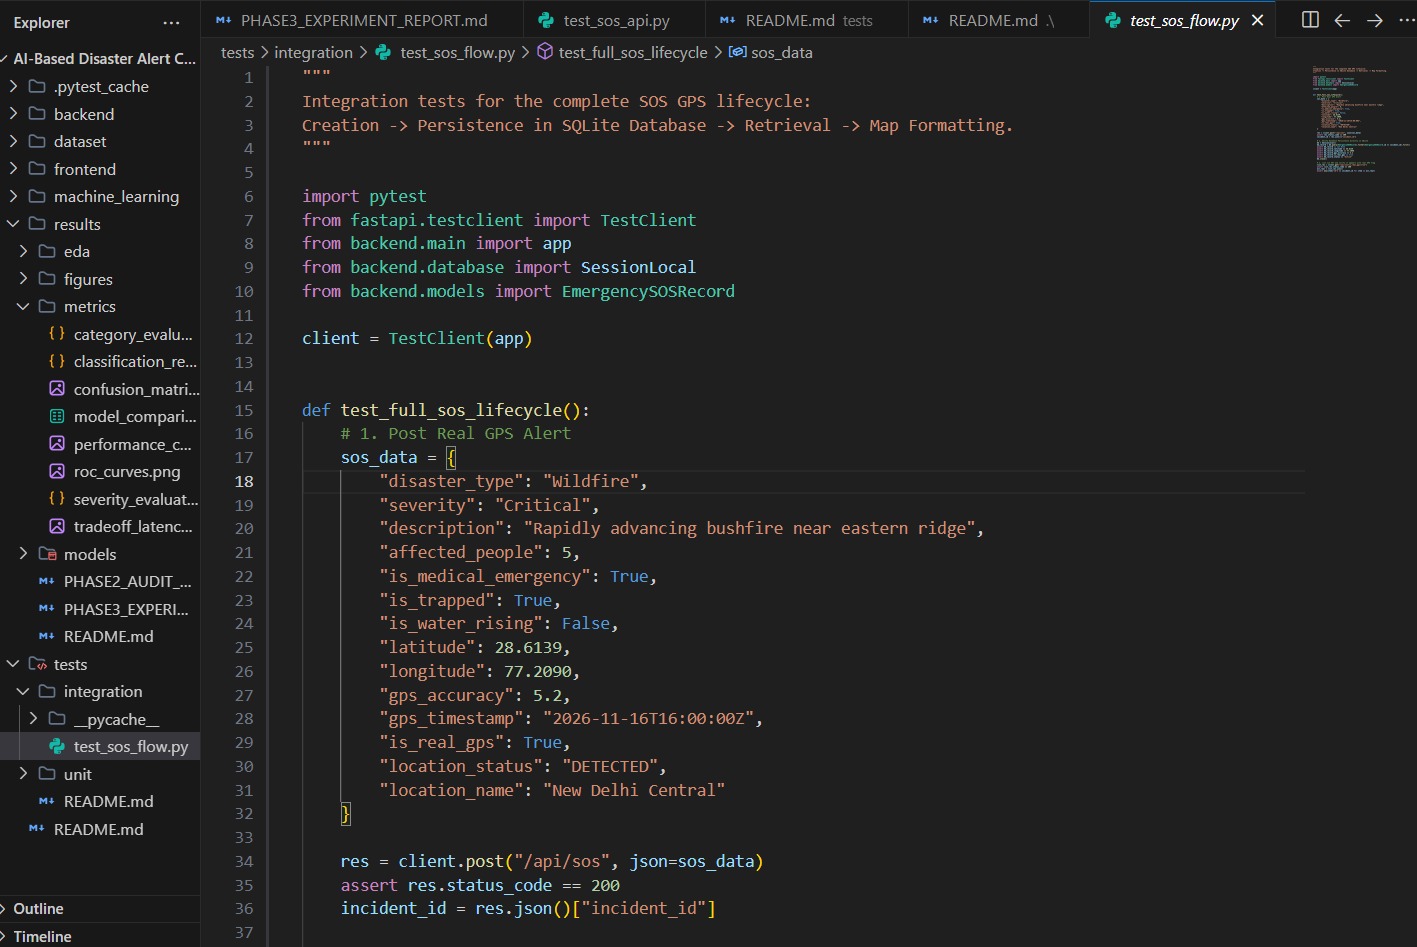 Explorer ...
PHASE3_EXPERIMENT_REPORT.md test_sos_api.py README.md tests README.md .\ test_sos_flow.py
AI-Based Disaster Alert C...
.pytest_cache
backend
dataset
frontend
machine_learning
results
eda
figures
metrics
category_evalu...
classification_re...
confusion_matri...
model_compari...
performance_c...
roc_curves.png
severity_evaluat...
tradeoff_latenc...
models
PHASE2_AUDIT_...
PHASE3_EXPERI...
README.md
tests
integration
__pycache__
test_sos_flow.py
unit
README.md
README.md
Outline
Timeline
tests > integration > test_sos_flow.py > test_full_sos_lifecycle > sos_data
1 """
2 Integration tests for the complete SOS GPS lifecycle:
3 Creation -> Persistence in SQLite Database -> Retrieval -> Map Formatting.
4 """
5
6 import pytest
7 from fastapi.testclient import TestClient
8 from backend.main import app
9 from backend.database import SessionLocal
10 from backend.models import EmergencySOSRecord
11
12 client = TestClient(app)
13
14
15 def test_full_sos_lifecycle():
16 # 1. Post Real GPS Alert
17 sos_data = {
18 "disaster_type": "Wildfire",
19 "severity": "Critical",
20 "description": "Rapidly advancing bushfire near eastern ridge",
21 "affected_people": 5,
22 "is_medical_emergency": True,
23 "is_trapped": True,
24 "is_water_rising": False,
25 "latitude": 28.6139,
26 "longitude": 77.2090,
27 "gps_accuracy": 5.2,
28 "gps_timestamp": "2026-11-16T16:00:00Z",
29 "is_real_gps": True,
30 "location_status": "DETECTED",
31 "location_name": "New Delhi Central"
32 }
33
34 res = client.post("/api/sos", json=sos_data)
35 assert res.status_code == 200
36 incident_id = res.json()["incident_id"]
37